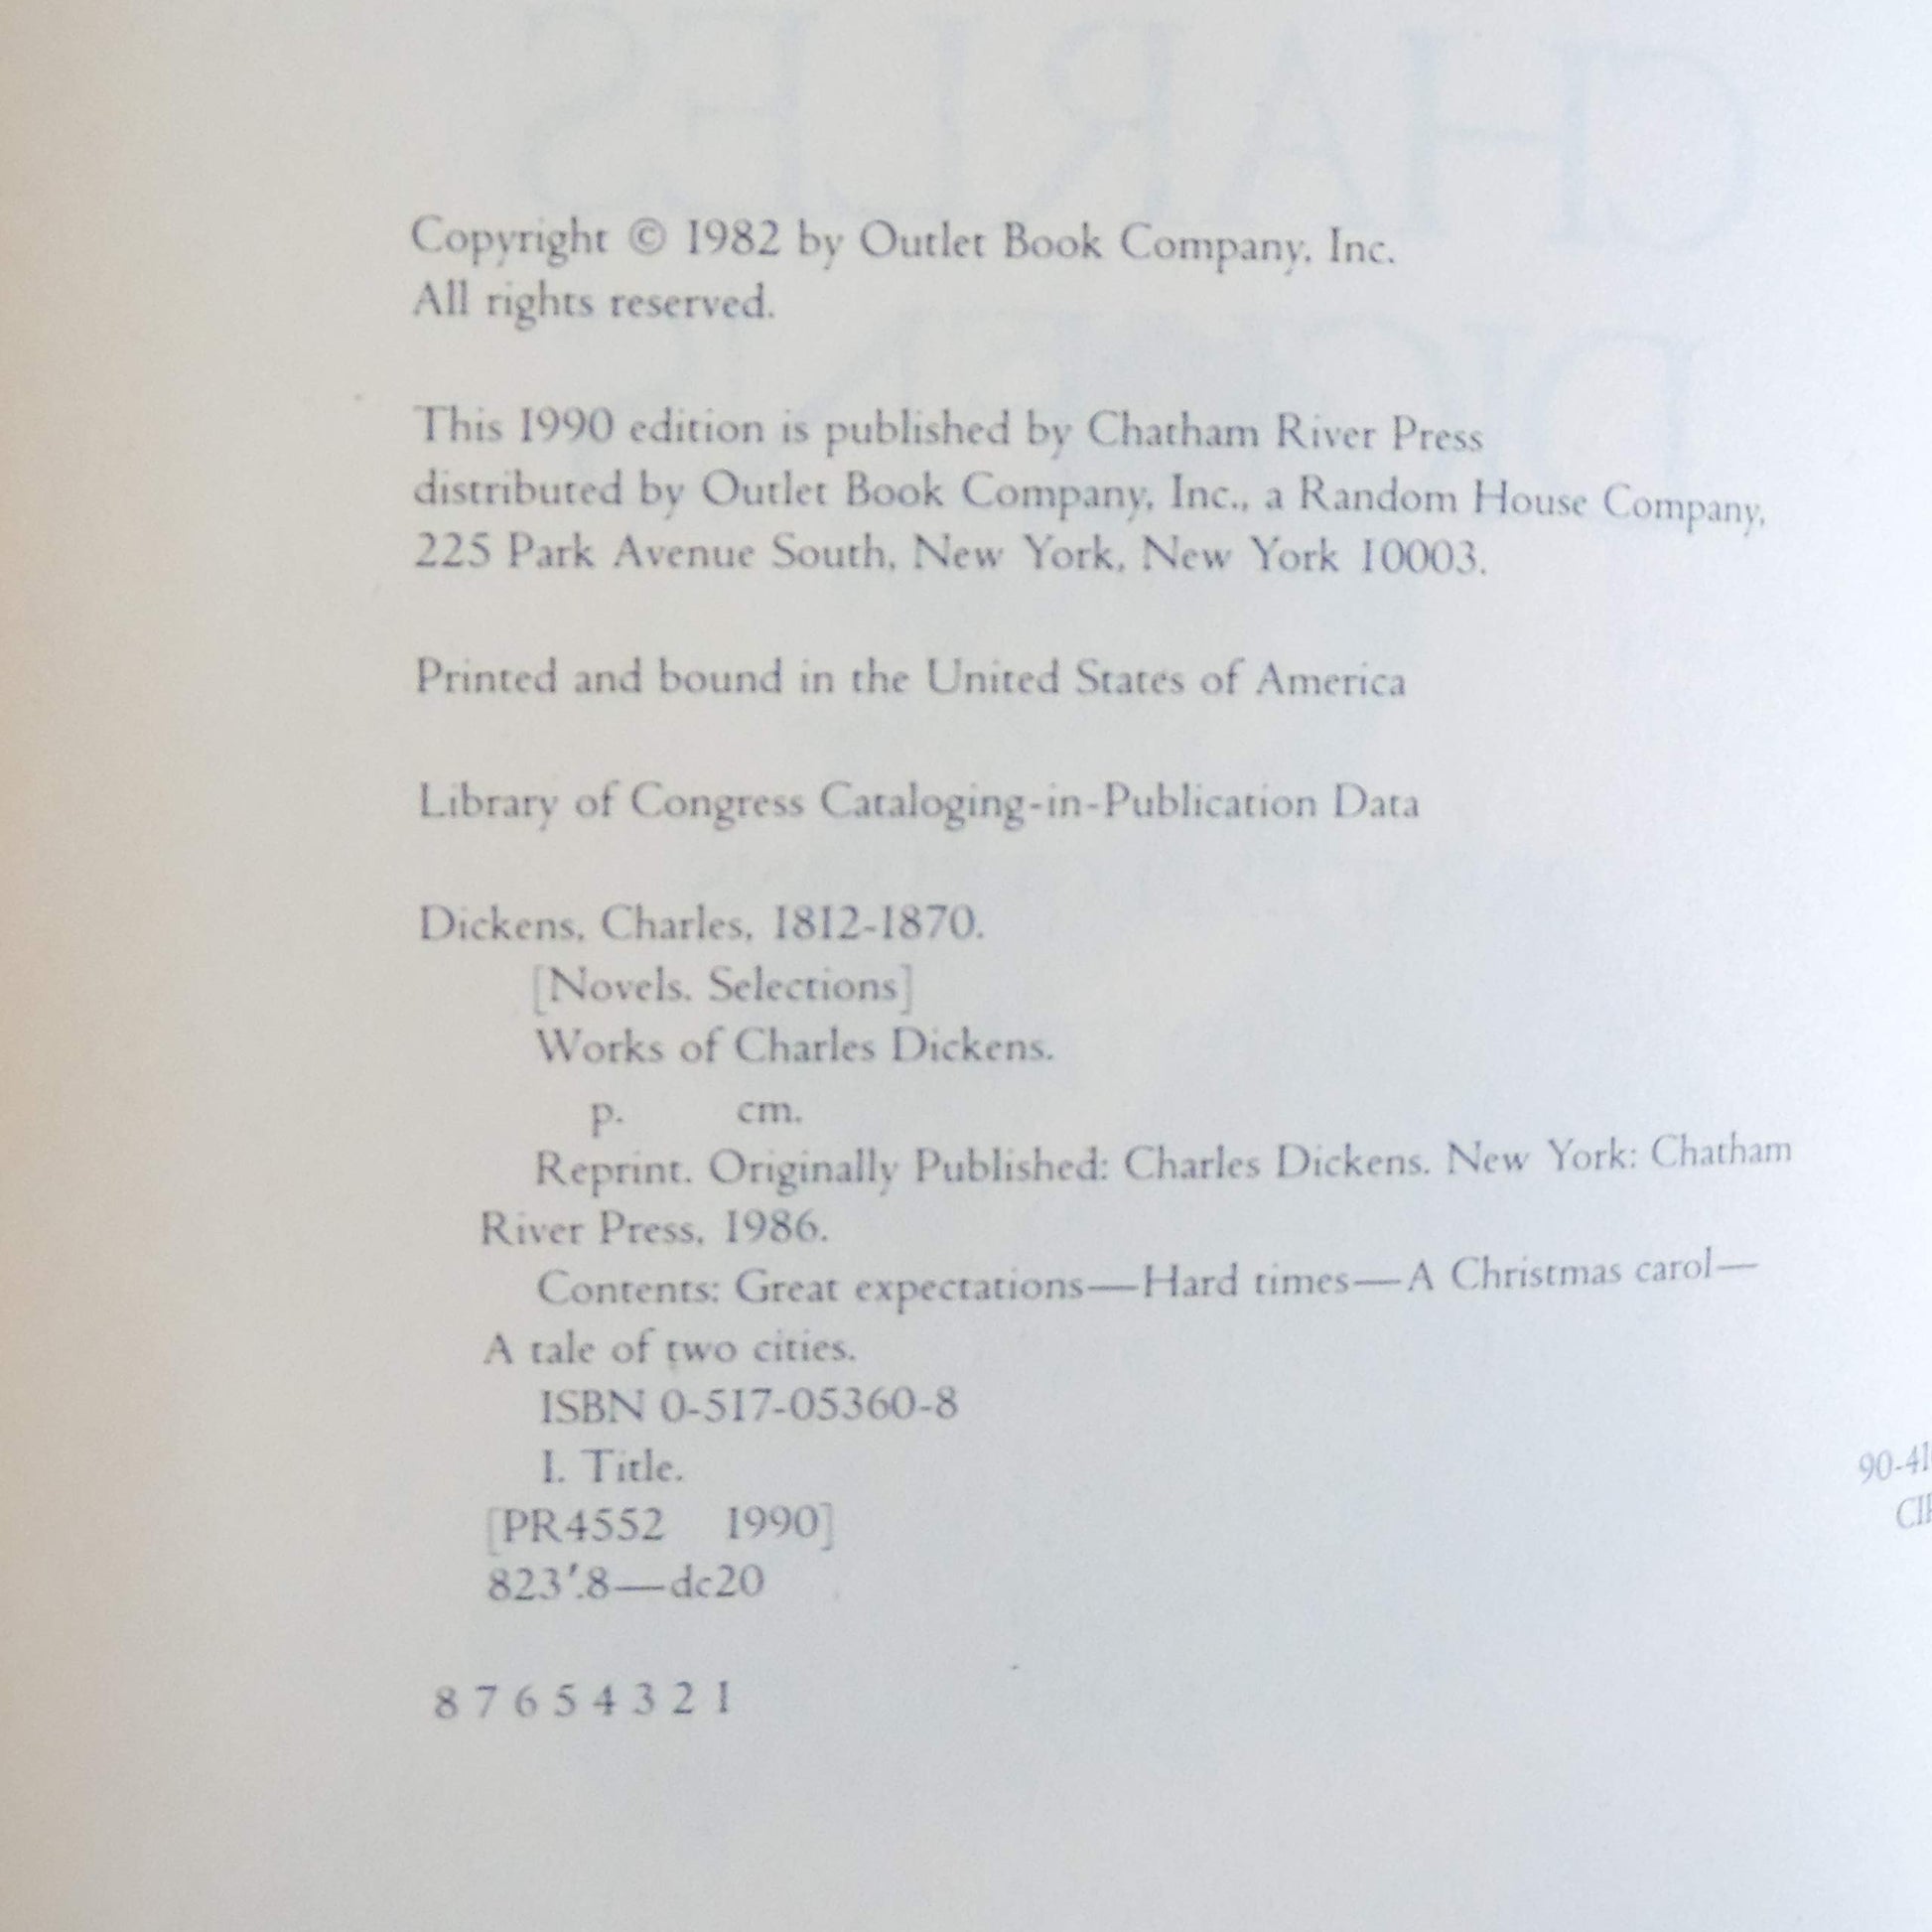 Copyright © 1982 by Outlet Book Company, Inc.
All rights reserved.
This 1990 edition is published by Chatham River Press
distributed by Outlet Book Company, Inc., a Random House Company,
225 Park Avenue South, New York, New York 10003.
Printed and bound in the United States of America
Library of Congress Cataloging-in-Publication Data
Dickens, Charles, 1812-1870.
[Novels. Selections]
Works of Charles Dickens.
p. cm.
Reprint. Originally Published: Charles Dickens. New York: Chatham
River Press, 1986.
Contents: Great expectations—Hard times—A Christmas carol—
A tale of two cities.
ISBN 0-517-05360-8
I. Title.
[PR4552 1990]
823'.8—dc20
90-41
8 7 6 5 4 3 2 1